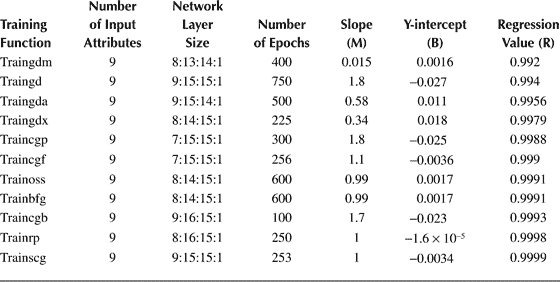 Training Function Number of Input Attributes Network Layer Size Number of Epochs Slope (M) Y-intercept (B) Regression Value (R)
Traingdm 9 8:13:14:1 400 0.015 0.0016 0.992
Traingd 9 9:15:15:1 750 1.8 −0.027 0.994
Traingda 9 9:15:14:1 500 0.58 0.011 0.9956
Traingdx 9 8:14:15:1 225 0.34 0.018 0.9979
Traincgp 9 7:15:15:1 300 1.8 −0.025 0.9988
Traincgf 9 7:15:15:1 256 1.1 −0.0036 0.999
Trainoss 9 8:14:15:1 600 0.99 0.0017 0.9991
Trainbfg 9 8:14:15:1 600 0.99 0.0017 0.9991
Traincgb 9 9:16:15:1 100 1.7 −0.023 0.9993
Trainrp 9 8:16:15:1 250 1 −1.6 × 10⁻⁵ 0.9998
Trainscg 9 9:15:15:1 253 1 −0.0034 0.9999